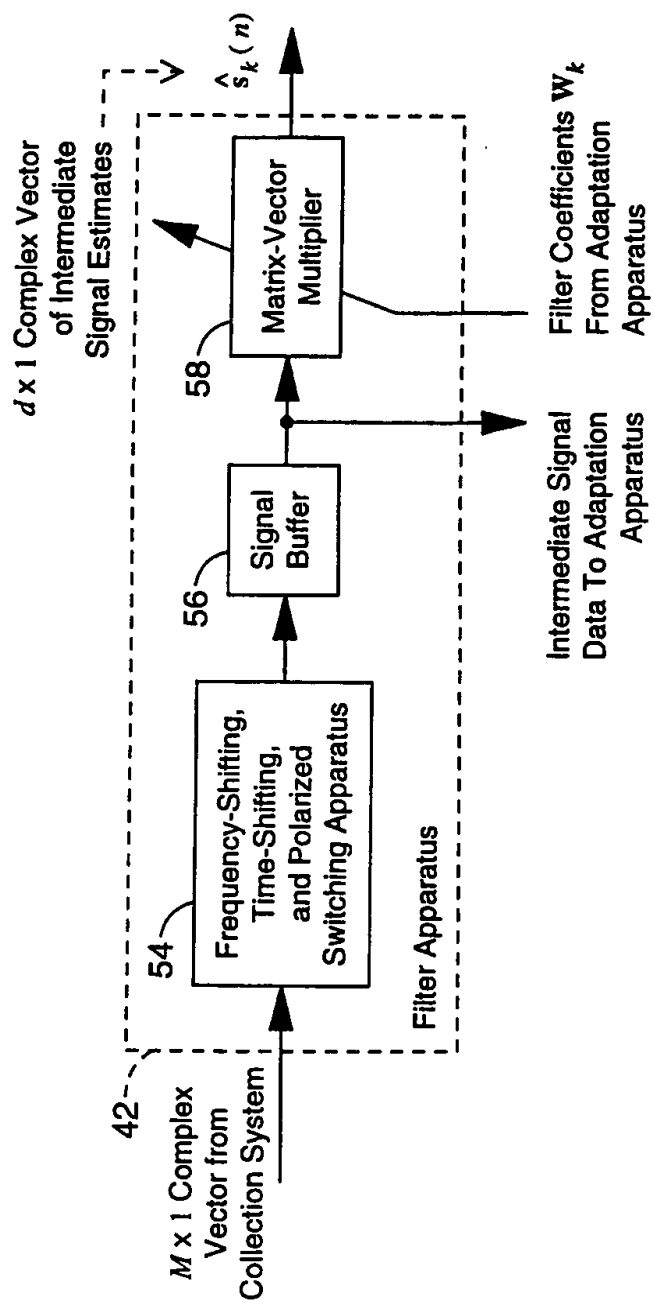 42
M x 1 Complex
Vector from
Collection System
54
Frequency-Shifting,
Time-Shifting,
and Polarized
Switching Apparatus
Filter Apparatus
56
Signal
Buffer
58
Matrix-Vector
Multiplier
d x 1 Complex Vector
of Intermediate
Signal Estimates
ŝk(n)
Intermediate Signal
Data To Adaptation
Apparatus
Filter Coefficients Wk
From Adaptation
Apparatus